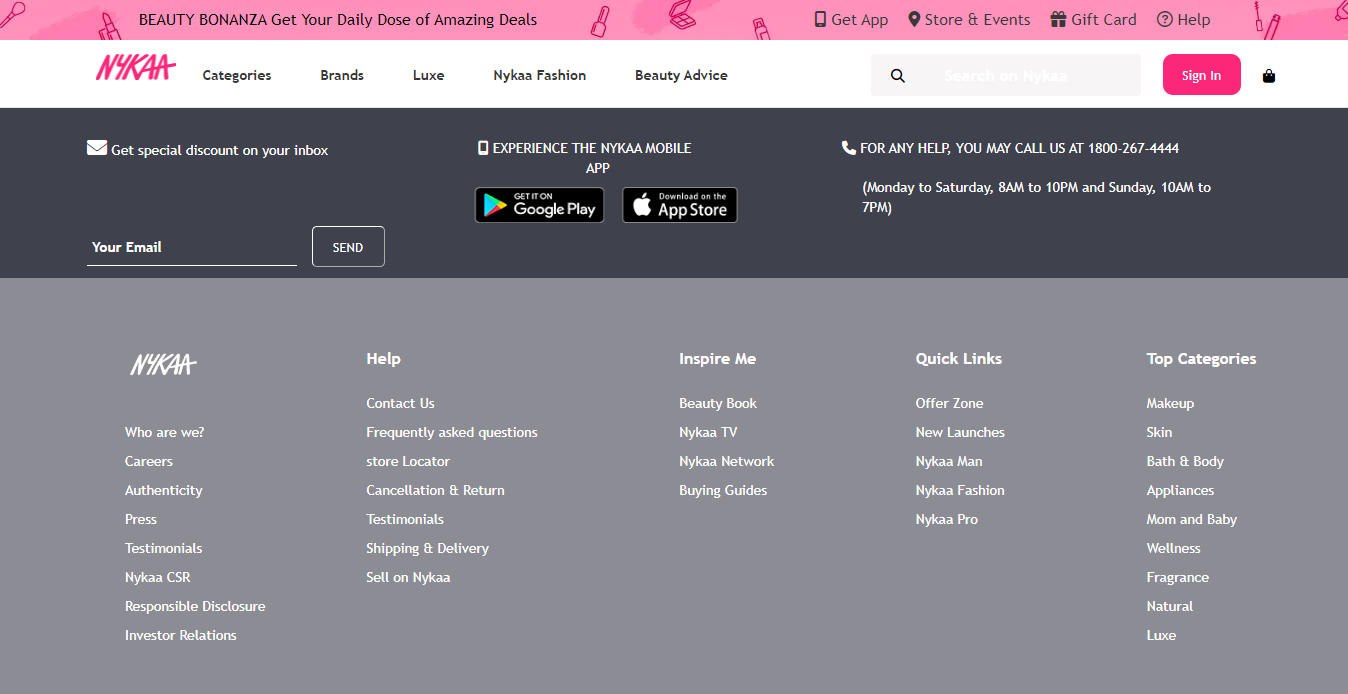 BEAUTY BONANZA Get Your Daily Dose of Amazing Deals
Get App
Store & Events
Gift Card
Help
NYKAA
Categories
Brands
Luxe
Nykaa Fashion
Beauty Advice
Search on Nykaa
Sign In
Get special discount on your inbox
Your Email
SEND
EXPERIENCE THE NYKAA MOBILE
APP
GET IT ON
Google Play
Download on the
App Store
FOR ANY HELP, YOU MAY CALL US AT 1800-267-4444
(Monday to Saturday, 8AM to 10PM and Sunday, 10AM to
7PM)
NYKAA
Who are we?
Careers
Authenticity
Press
Testimonials
Nykaa CSR
Responsible Disclosure
Investor Relations
Help
Contact Us
Frequently asked questions
store Locator
Cancellation & Return
Testimonials
Shipping & Delivery
Sell on Nykaa
Inspire Me
Beauty Book
Nykaa TV
Nykaa Network
Buying Guides
Quick Links
Offer Zone
New Launches
Nykaa Man
Nykaa Fashion
Nykaa Pro
Top Categories
Makeup
Skin
Bath & Body
Appliances
Mom and Baby
Wellness
Fragrance
Natural
Luxe